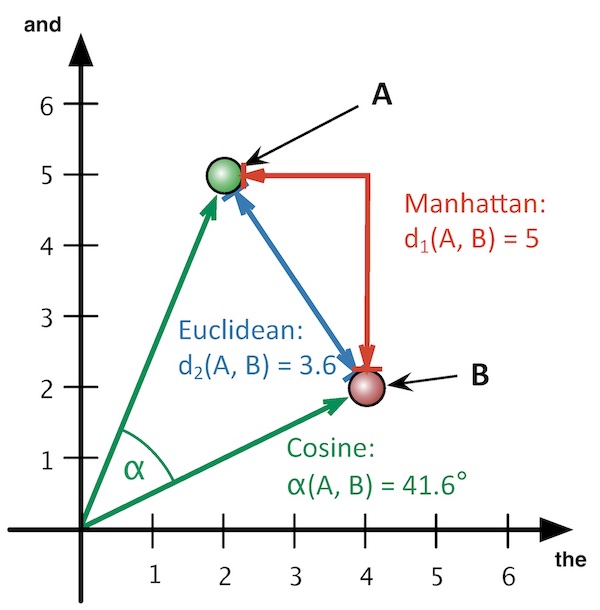 and
A
6
5
4
3
2
1
Manhattan:
d₁(A, B) = 5
Euclidean:
d₂(A, B) = 3.6
B
Cosine:
α(A, B) = 41.6°
α
1 2 3 4 5 6
the